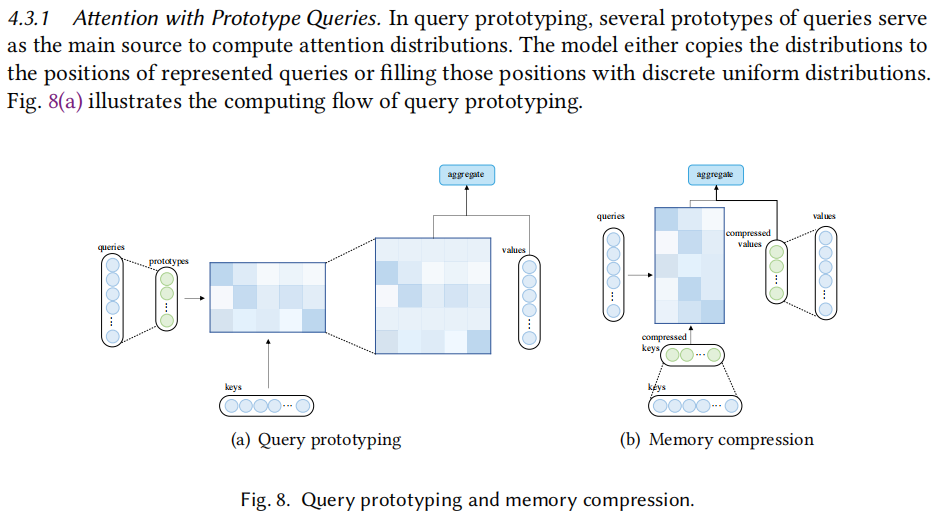 4.3.1 Attention with Prototype Queries. In query prototyping, several prototypes of queries serve
as the main source to compute attention distributions. The model either copies the distributions to
the positions of represented queries or filling those positions with discrete uniform distributions.
Fig. 8(a) illustrates the computing flow of query prototyping.
aggregate
queries
prototypes
values
keys
(a) Query prototyping
aggregate
queries
compressed
values
values
compressed
keys
keys
(b) Memory compression
Fig. 8. Query prototyping and memory compression.